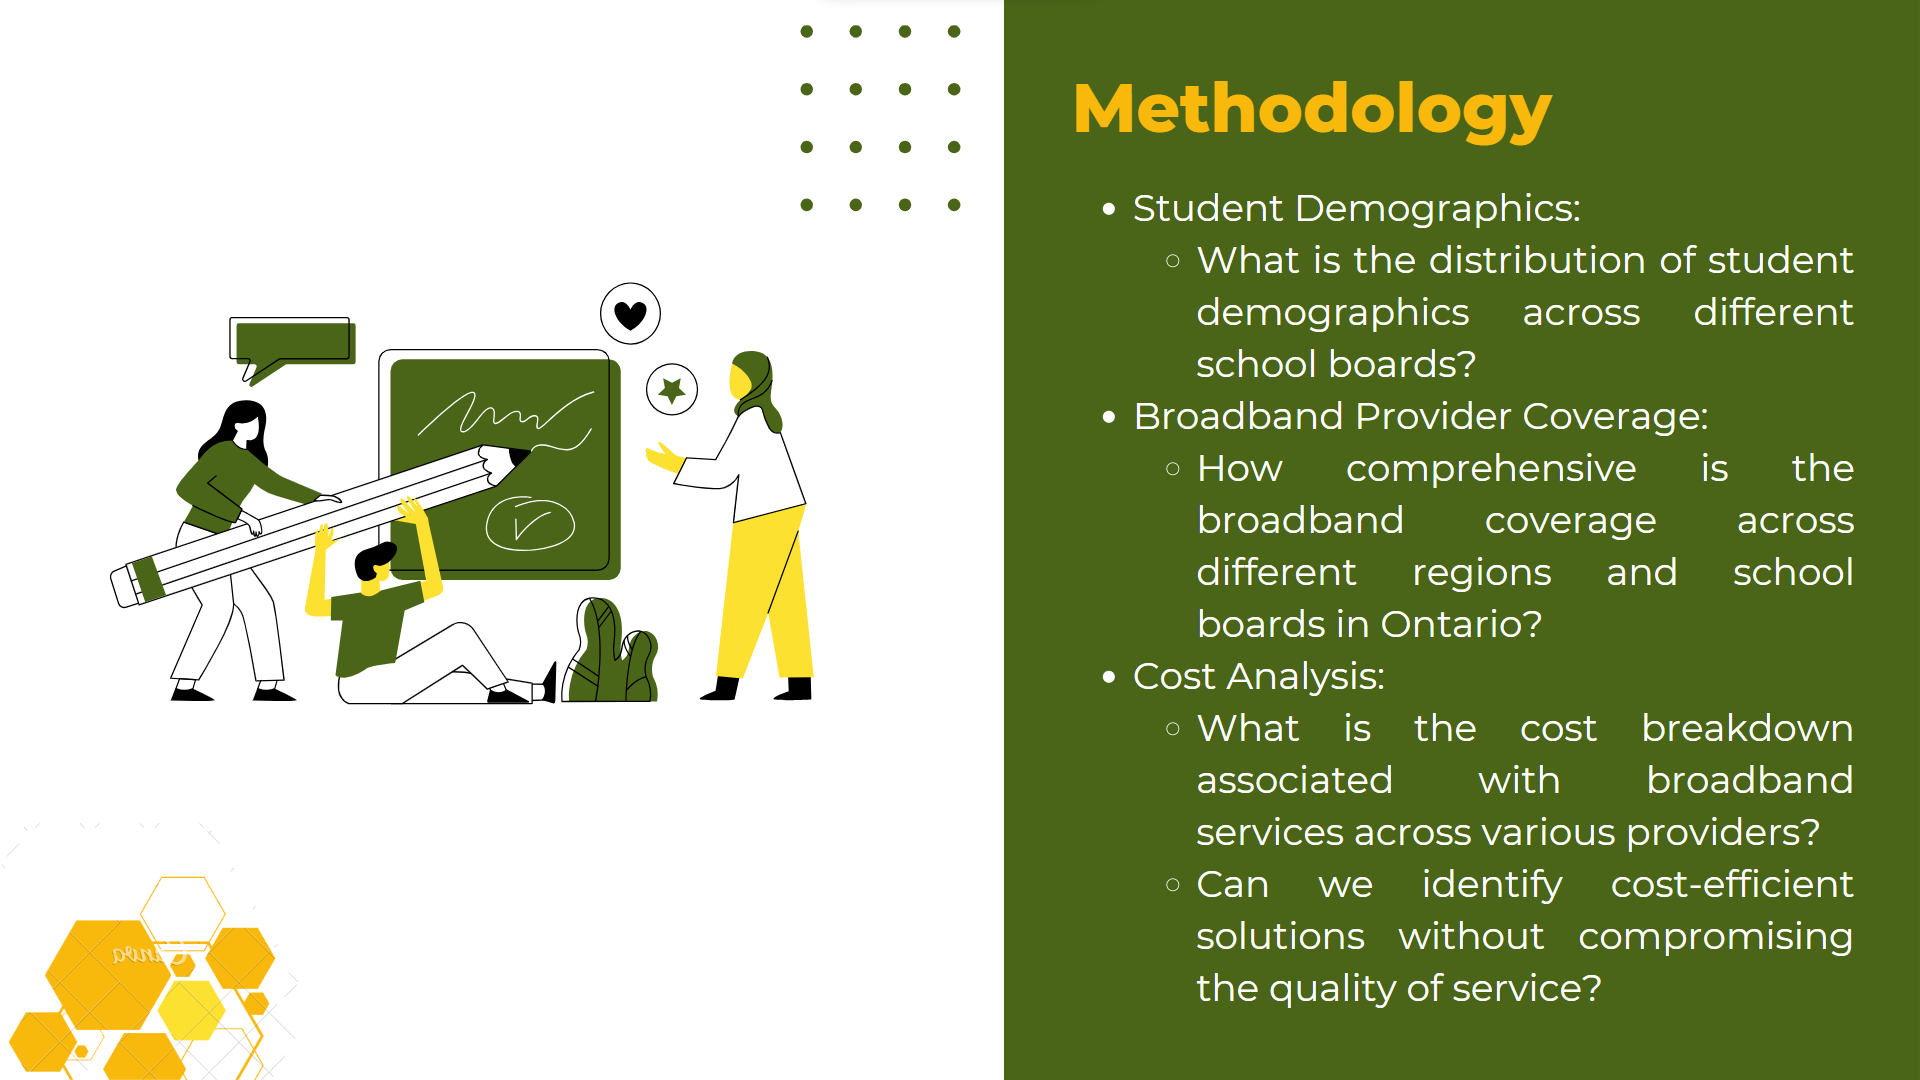 Methodology
Student Demographics:
What is the distribution of student
demographics across different
school boards?
Broadband Provider Coverage:
How comprehensive is the
broadband coverage across
different regions and school
boards in Ontario?
Cost Analysis:
What is the cost breakdown
associated with broadband
services across various providers?
Can we identify cost-efficient
solutions without compromising
the quality of service?
Canva